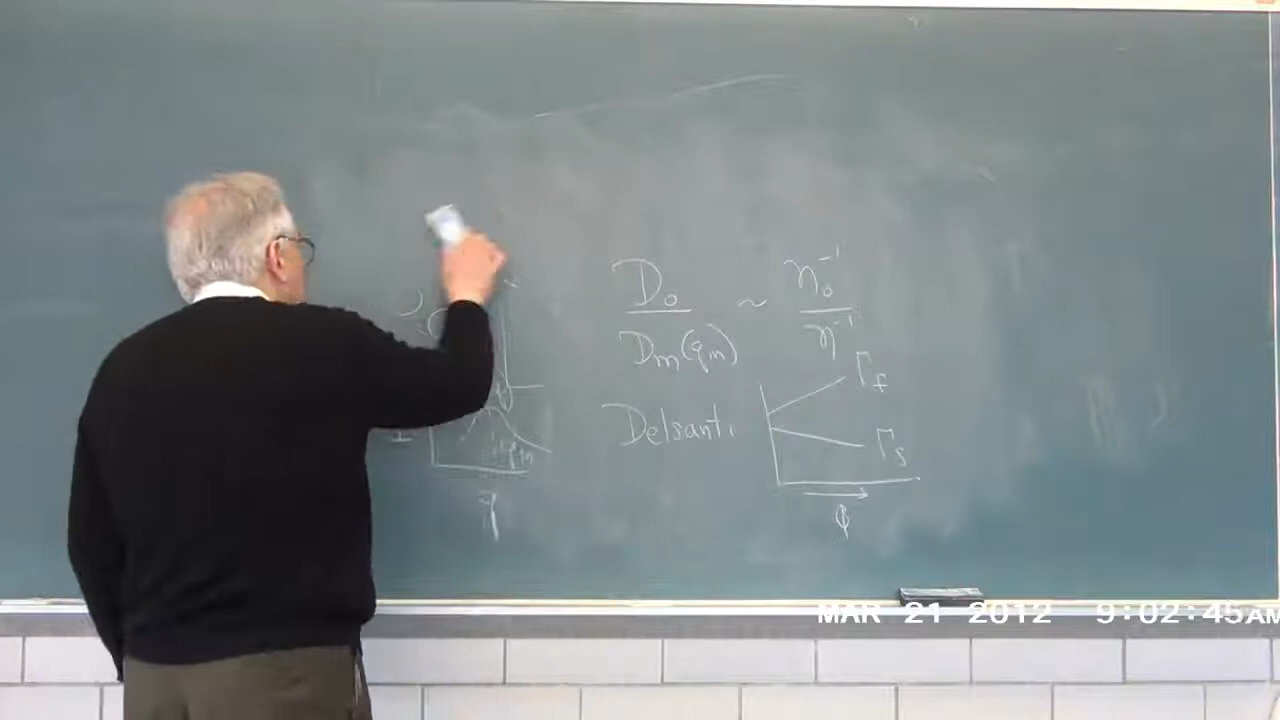 D₀ / Dₘ(qₘ) ~ η₀⁻¹ / η⁻¹
Delsanti
Γf
Γs
q
ϕ
MAR 21 2012 9:02:45AM